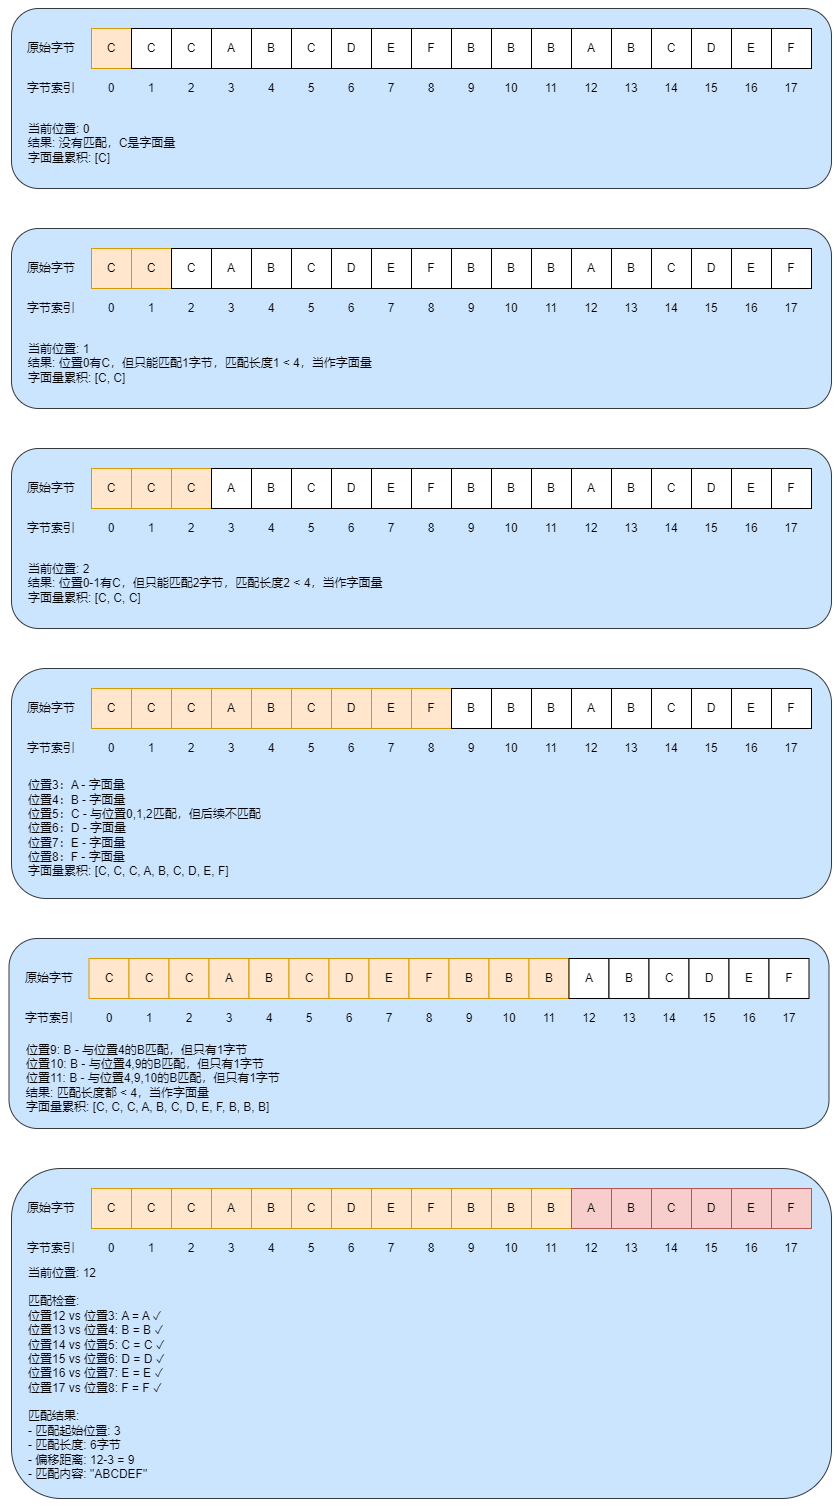 原始字节 C C C A B C D E F B B B A B C D E F
字节索引 0 1 2 3 4 5 6 7 8 9 10 11 12 13 14 15 16 17
当前位置: 0
结果: 没有匹配，C是字面量
字面量累积: [C]
原始字节 C C C A B C D E F B B B A B C D E F
字节索引 0 1 2 3 4 5 6 7 8 9 10 11 12 13 14 15 16 17
当前位置: 1
结果: 位置0有C，但只能匹配1字节，匹配长度1 < 4，当作字面量
字面量累积: [C, C]
原始字节 C C C A B C D E F B B B A B C D E F
字节索引 0 1 2 3 4 5 6 7 8 9 10 11 12 13 14 15 16 17
当前位置: 2
结果: 位置0-1有C，但只能匹配2字节，匹配长度2 < 4，当作字面量
字面量累积: [C, C, C]
原始字节 C C C A B C D E F B B B A B C D E F
字节索引 0 1 2 3 4 5 6 7 8 9 10 11 12 13 14 15 16 17
位置3：A - 字面量
位置4：B - 字面量
位置5：C - 与位置0,1,2匹配，但后续不匹配
位置6：D - 字面量
位置7：E - 字面量
位置8：F - 字面量
字面量累积: [C, C, C, A, B, C, D, E, F]
原始字节 C C C A B C D E F B B B A B C D E F
字节索引 0 1 2 3 4 5 6 7 8 9 10 11 12 13 14 15 16 17
位置9: B - 与位置4的B匹配，但只有1字节
位置10: B - 与位置4,9的B匹配，但只有1字节
位置11: B - 与位置4,9,10的B匹配，但只有1字节
结果: 匹配长度都 < 4，当作字面量
字面量累积: [C, C, C, A, B, C, D, E, F, B, B, B]
原始字节 C C C A B C D E F B B B A B C D E F
字节索引 0 1 2 3 4 5 6 7 8 9 10 11 12 13 14 15 16 17
当前位置: 12
匹配检查:
位置12 vs 位置3: A = A ✓
位置13 vs 位置4: B = B ✓
位置14 vs 位置5: C = C ✓
位置15 vs 位置6: D = D ✓
位置16 vs 位置7: E = E ✓
位置17 vs 位置8: F = F ✓
匹配结果:
- 匹配起始位置: 3
- 匹配长度: 6字节
- 偏移距离: 12-3 = 9
- 匹配内容: "ABCDEF"